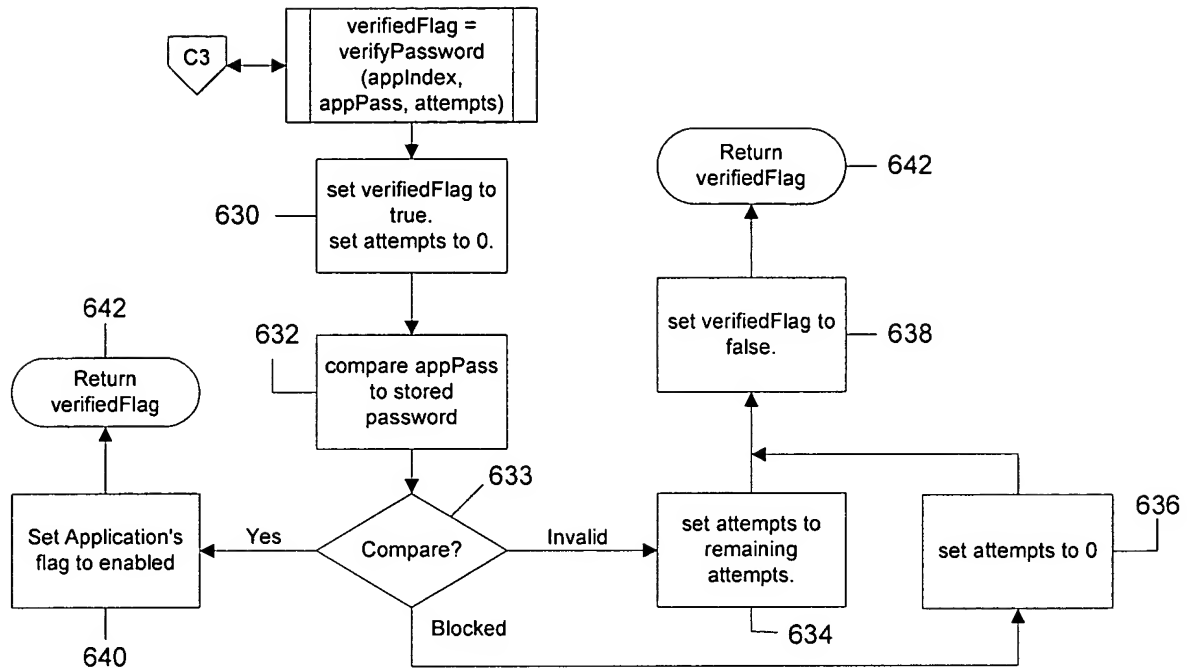 C3
verifiedFlag =
verifyPassword
(appIndex,
appPass, attempts)
630
set verifiedFlag to
true.
set attempts to 0.
Return
verifiedFlag
642
set verifiedFlag to
false.
638
642
Return
verifiedFlag
632
compare appPass
to stored
password
633
Set Application's
flag to enabled
640
Yes
Compare?
Invalid
Blocked
set attempts to
remaining
attempts.
634
set attempts to 0
636